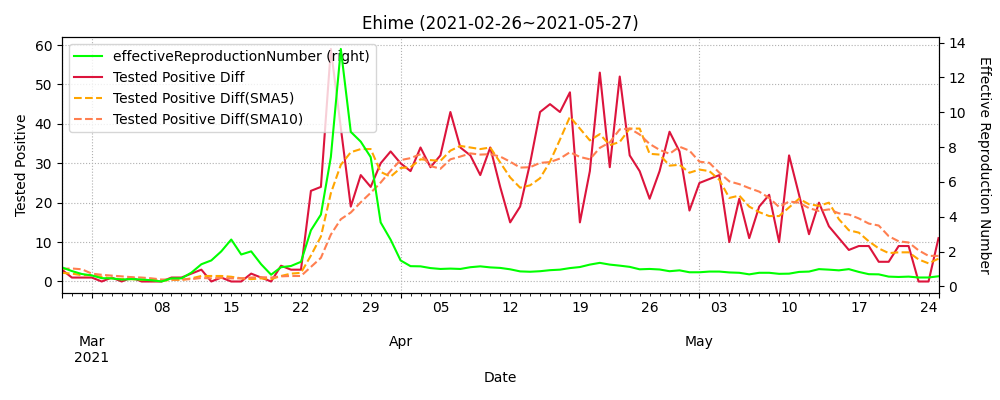 Ehime (2021-02-26~2021-05-27)
effectiveReproductionNumber (right)
Tested Positive Diff
Tested Positive Diff(SMA5)
Tested Positive Diff(SMA10)
Tested Positive
60
50
40
30
20
10
0
14
12
10
8
6
4
2
0
Effective Reproduction Number
08 15 22 29 05 12 19 26 03 10 17 24
Mar Apr May
2021
Date